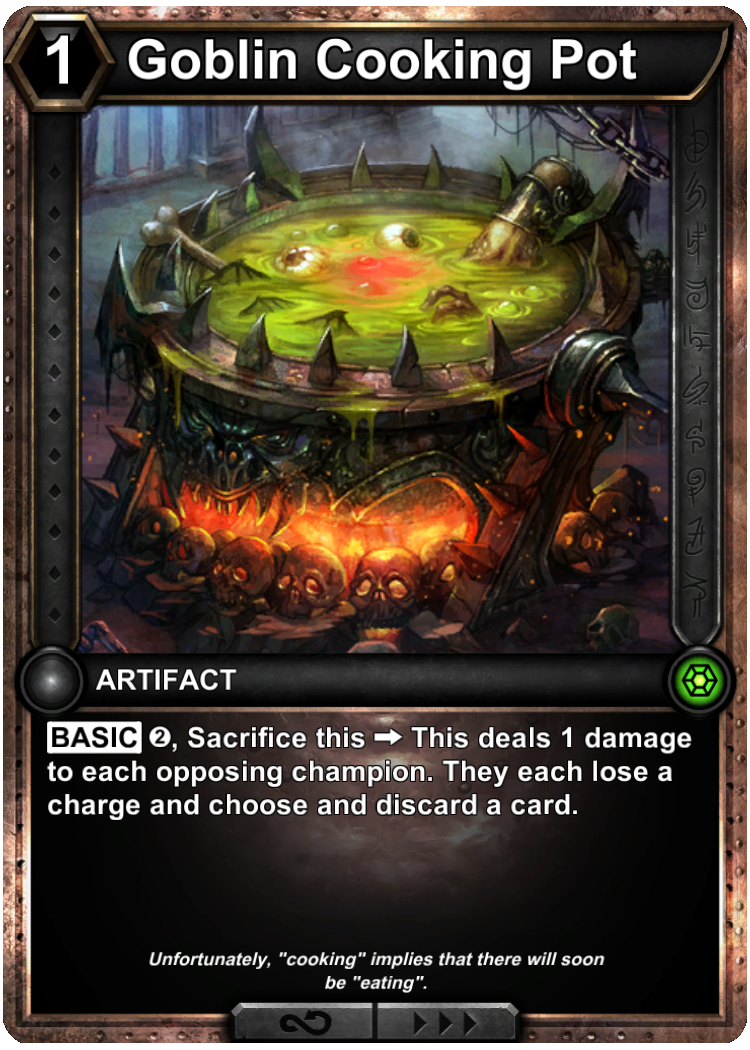 1
Goblin Cooking Pot
ARTIFACT
BASIC ❷, Sacrifice this ➡ This deals 1 damage
to each opposing champion. They each lose a
charge and choose and discard a card.
Unfortunately, "cooking" implies that there will soon
be "eating".